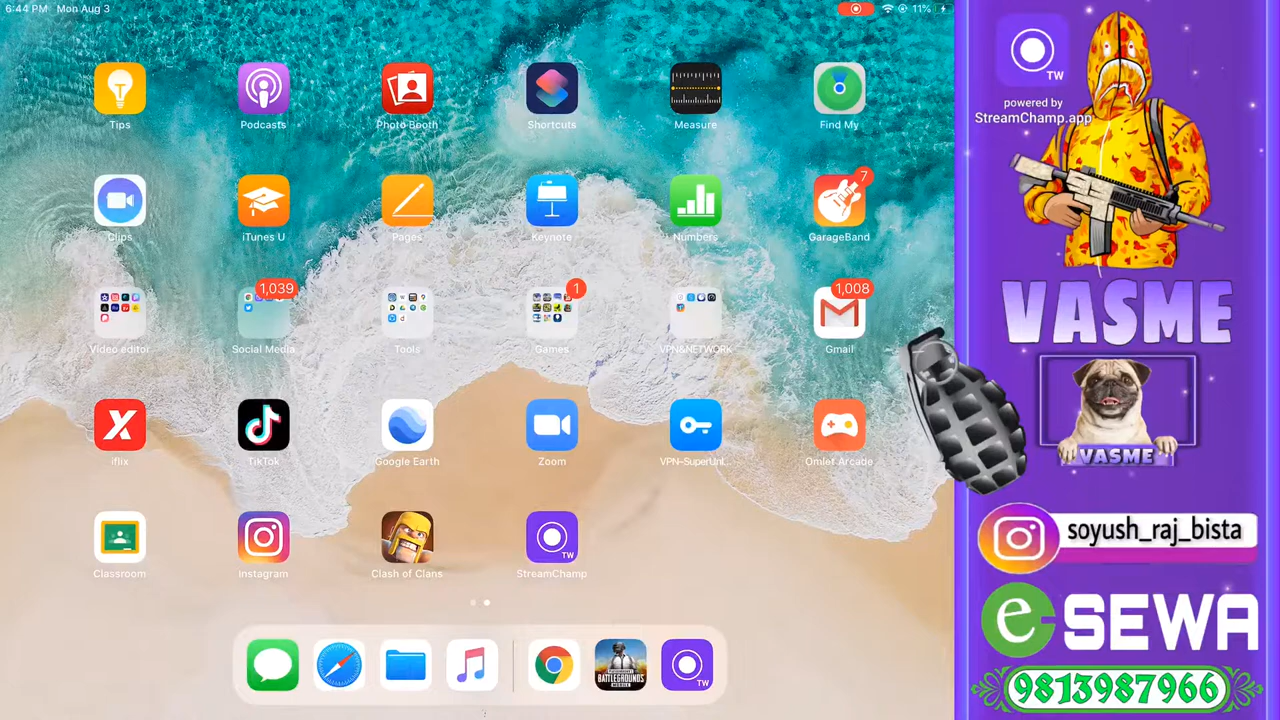 6:44 PM Mon Aug 3
11%
Tips
Podcasts
Photo Booth
Shortcuts
Measure
Find My
Clips
iTunes U
Pages
Keynote
Numbers
7
GarageBand
Video editor
1,039
Social Media
Tools
1
Games
VPN&NETWORK
1,008
Gmail
iflix
TikTok
Google Earth
Zoom
VPN-SuperUnl...
Omlet Arcade
Classroom
Instagram
Clash of Clans
TW
StreamChamp
BATTLEGROUNDS
TW
TW
powered by
StreamChamp.app
VASME
VASME
soyush_raj_bista
e-SEWA
9813987966